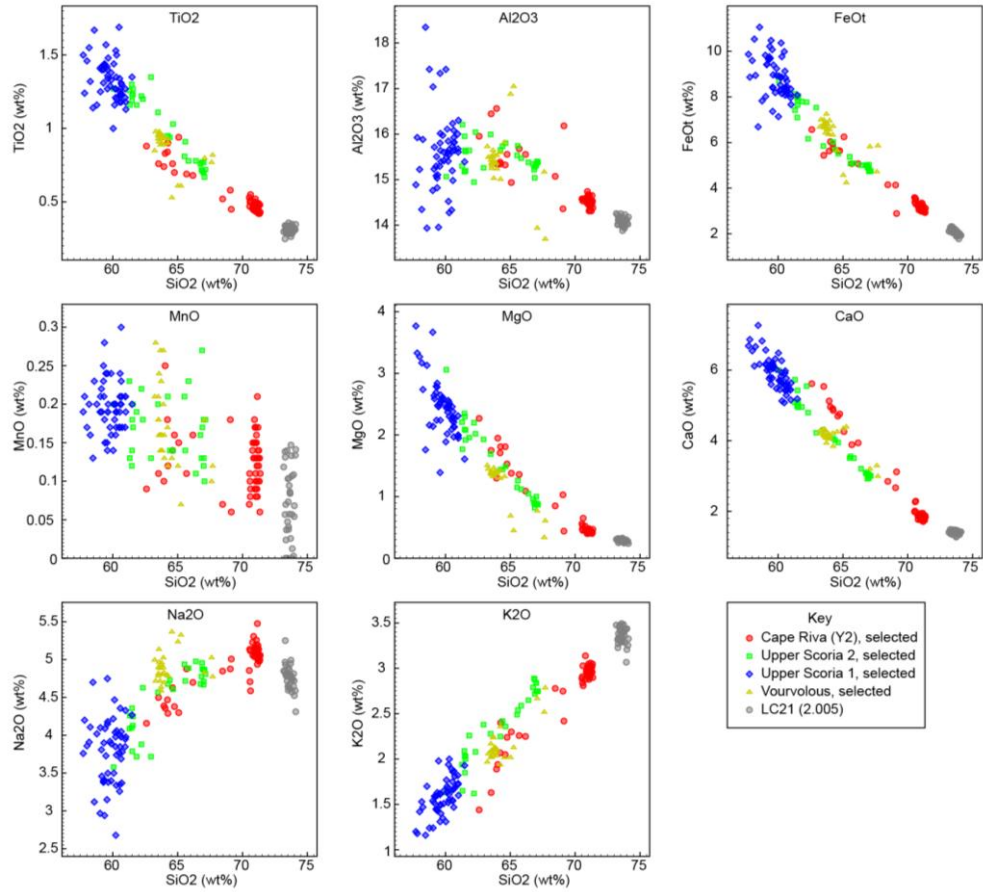 TiO2
TiO2 (wt%)
1.5
1
0.5
60 65 70 75
SiO2 (wt%)
Al2O3
Al2O3 (wt%)
18
17
16
15
14
60 65 70 75
SiO2 (wt%)
FeOt
FeOt (wt%)
10
8
6
4
2
60 65 70 75
SiO2 (wt%)
MnO
MnO (wt%)
0.3
0.25
0.2
0.15
0.1
0.05
0
60 65 70 75
SiO2 (wt%)
MgO
MgO (wt%)
4
3
2
1
0
60 65 70 75
SiO2 (wt%)
CaO
CaO (wt%)
6
4
2
60 65 70 75
SiO2 (wt%)
Na2O
Na2O (wt%)
5.5
5
4.5
4
3.5
3
2.5
60 65 70 75
SiO2 (wt%)
K2O
K2O (wt%)
3.5
3
2.5
2
1.5
1
60 65 70 75
SiO2 (wt%)
Key
Cape Riva (Y2), selected
Upper Scoria 2, selected
Upper Scoria 1, selected
Vourvolous, selected
LC21 (2.005)